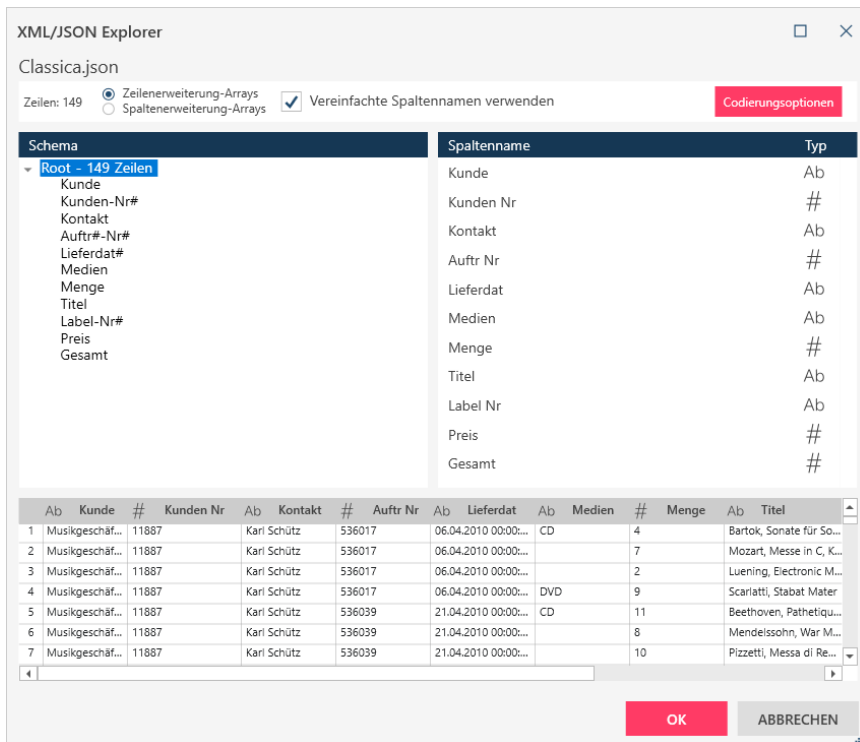 XML/JSON Explorer
Classica.json
Zeilen: 149
Zeilenerweiterung-Arrays
Spaltenerweiterung-Arrays
Vereinfachte Spaltennamen verwenden
Codierungsoptionen
Schema
Root - 149 Zeilen
Kunde
Kunden-Nr#
Kontakt
Auftr#-Nr#
Lieferdat#
Medien
Menge
Titel
Label-Nr#
Preis
Gesamt
Spaltenname Typ
Kunde Ab
Kunden Nr #
Kontakt Ab
Auftr Nr #
Lieferdat Ab
Medien Ab
Menge #
Titel Ab
Label Nr Ab
Preis #
Gesamt #
Ab Kunde # Kunden Nr Ab Kontakt # Auftr Nr Ab Lieferdat Ab Medien # Menge Ab Titel
1 Musikgeschäf... 11887 Karl Schütz 536017 06.04.2010 00:00:... CD 4 Bartok, Sonate für So...
2 Musikgeschäf... 11887 Karl Schütz 536017 06.04.2010 00:00:... 7 Mozart, Messe in C, K...
3 Musikgeschäf... 11887 Karl Schütz 536017 06.04.2010 00:00:... 2 Luening, Electronic M...
4 Musikgeschäf... 11887 Karl Schütz 536017 06.04.2010 00:00:... DVD 9 Scarlatti, Stabat Mater
5 Musikgeschäf... 11887 Karl Schütz 536039 21.04.2010 00:00:... CD 11 Beethoven, Pathetiqu...
6 Musikgeschäf... 11887 Karl Schütz 536039 21.04.2010 00:00:... 8 Mendelssohn, War M...
7 Musikgeschäf... 11887 Karl Schütz 536039 21.04.2010 00:00:... 10 Pizzetti, Messa di Re...
OK
ABBRECHEN